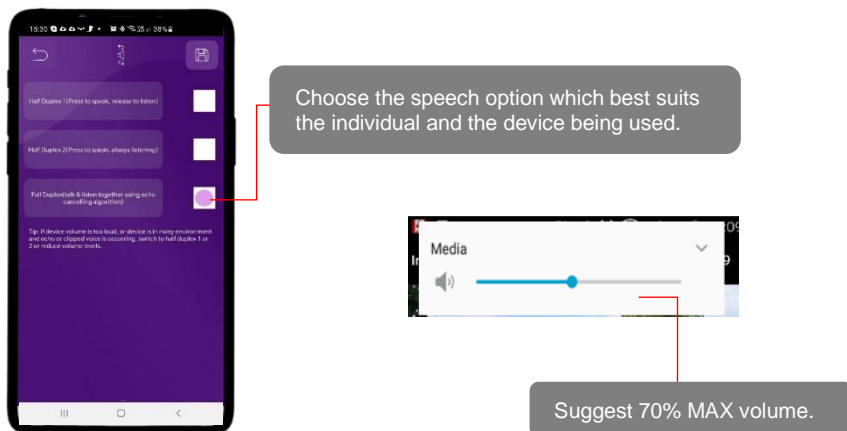 15:30
38%
Half Duplex 1(Press to speak, release to listen)
Half Duplex 2(Press to speak, always listening)
Full Duplex(talk & listen together using echo
cancelling algorithm)
Tip: If device volume is too loud, or device is in noisy environment
and echo or clipped voice is occurring, switch to half duplex 1 or
2 or reduce volume levels.
Choose the speech option which best suits
the individual and the device being used.
Media
Suggest 70% MAX volume.